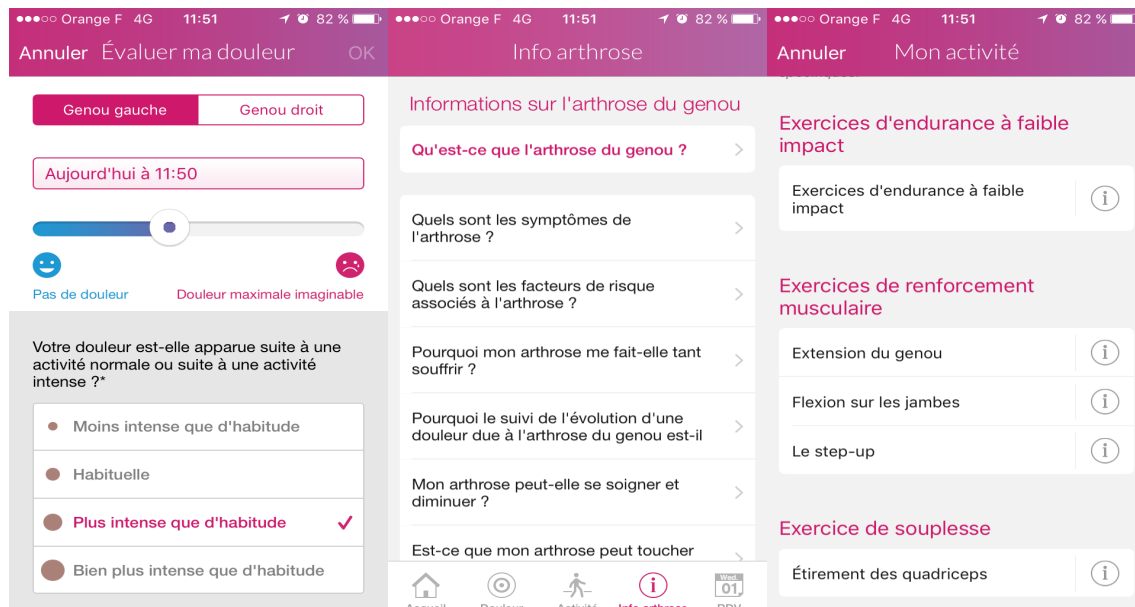 ●●●○○ Orange F 4G 11:51 82 %
Annuler Évaluer ma douleur OK
Genou gauche Genou droit
Aujourd'hui à 11:50
Pas de douleur Douleur maximale imaginable
Votre douleur est-elle apparue suite à une
activité normale ou suite à une activité
intense ?*
Moins intense que d'habitude
Habituelle
Plus intense que d'habitude
Bien plus intense que d'habitude
●●●○○ Orange F 4G 11:51 82 %
Info arthrose
Informations sur l'arthrose du genou
Qu'est-ce que l'arthrose du genou ?
Quels sont les symptômes de
l'arthrose ?
Quels sont les facteurs de risque
associés à l'arthrose ?
Pourquoi mon arthrose me fait-elle tant
souffrir ?
Pourquoi le suivi de l'évolution d'une
douleur due à l'arthrose du genou est-il
Mon arthrose peut-elle se soigner et
diminuer ?
Est-ce que mon arthrose peut toucher
Wed.
01
Accueil Douleur Activité Info arthrose RDV
●●●○○ Orange F 4G 11:51 82 %
Annuler Mon activité
Exercices d'endurance à faible
impact
Exercices d'endurance à faible
impact
Exercices de renforcement
musculaire
Extension du genou
Flexion sur les jambes
Le step-up
Exercice de souplesse
Étirement des quadriceps